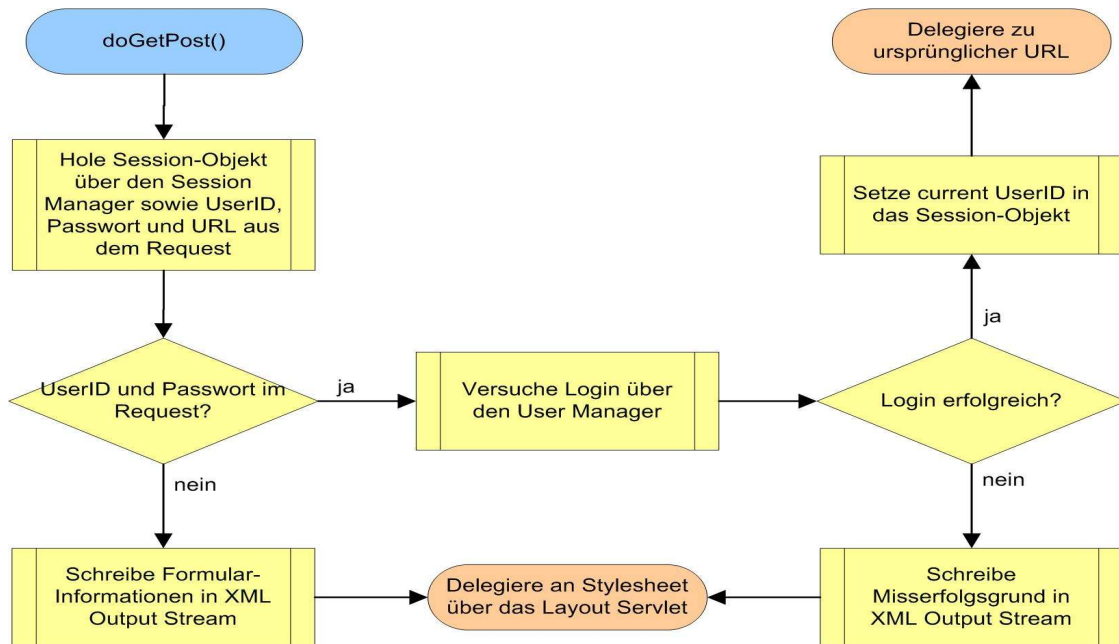 doGetPost()
Delegiere zu
ursprünglicher URL
Hole Session-Objekt
über den Session
Manager sowie UserID,
Passwort und URL aus
dem Request
Setze current UserID in
das Session-Objekt
ja
UserID und Passwort im
Request?
ja
Versuche Login über
den User Manager
Login erfolgreich?
nein
nein
Schreibe Formular-
Informationen in XML
Output Stream
Delegiere an Stylesheet
über das Layout Servlet
Schreibe
Misserfolgsgrund in
XML Output Stream